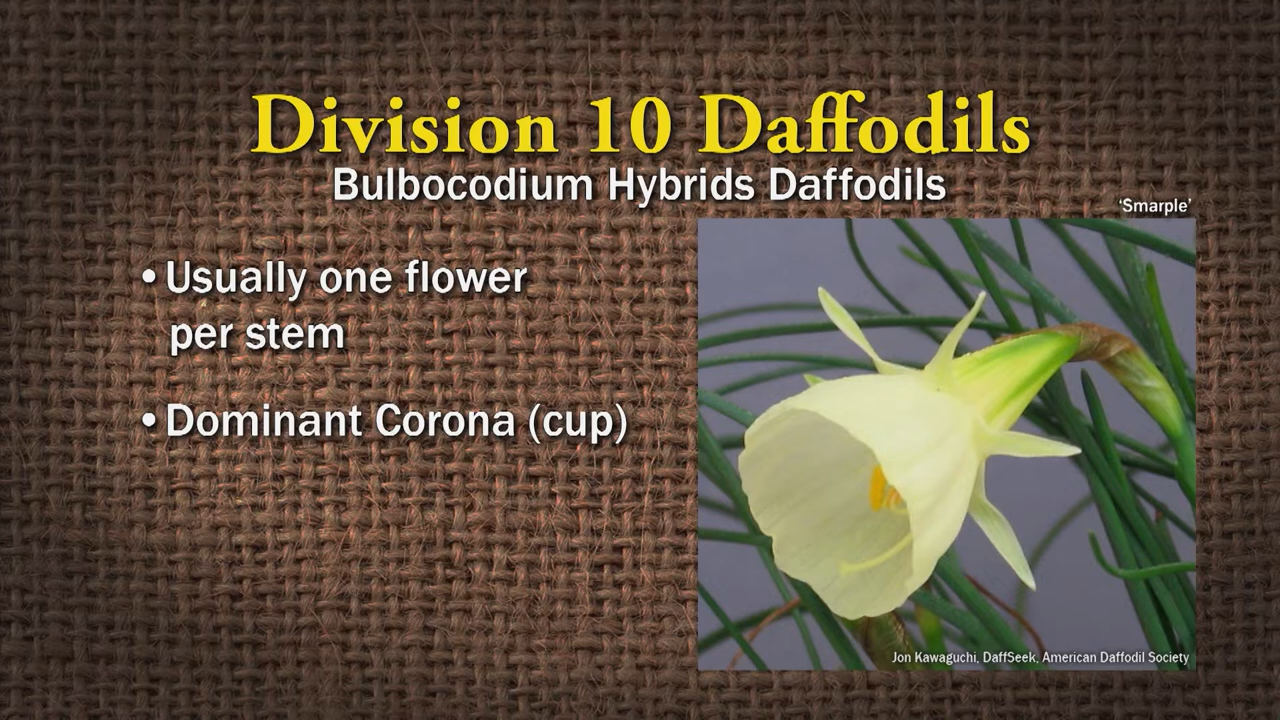 Division 10 Daffodils
Bulbocodium Hybrids Daffodils
‘Smarple’
• Usually one flower
per stem
• Dominant Corona (cup)
Jon Kawaguchi, DaffSeek, American Daffodil Society